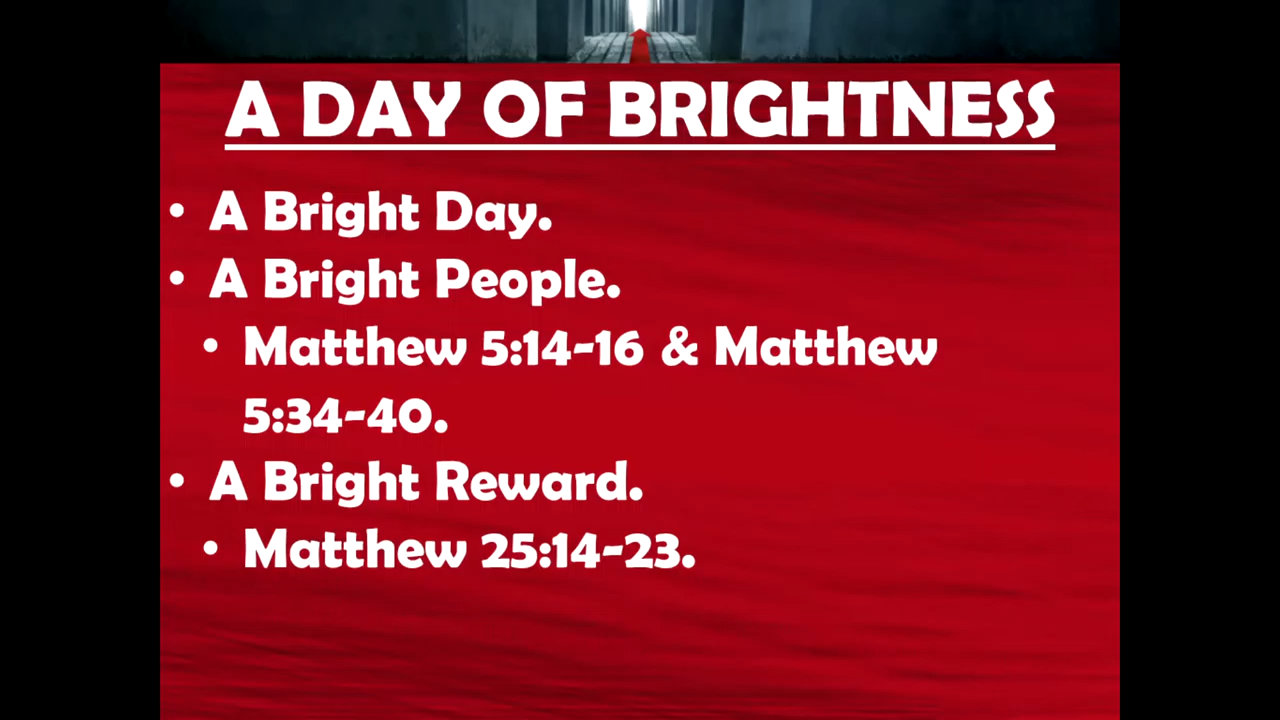 A DAY OF BRIGHTNESS
• A Bright Day.
• A Bright People.
• Matthew 5:14-16 & Matthew
5:34-40.
• A Bright Reward.
• Matthew 25:14-23.